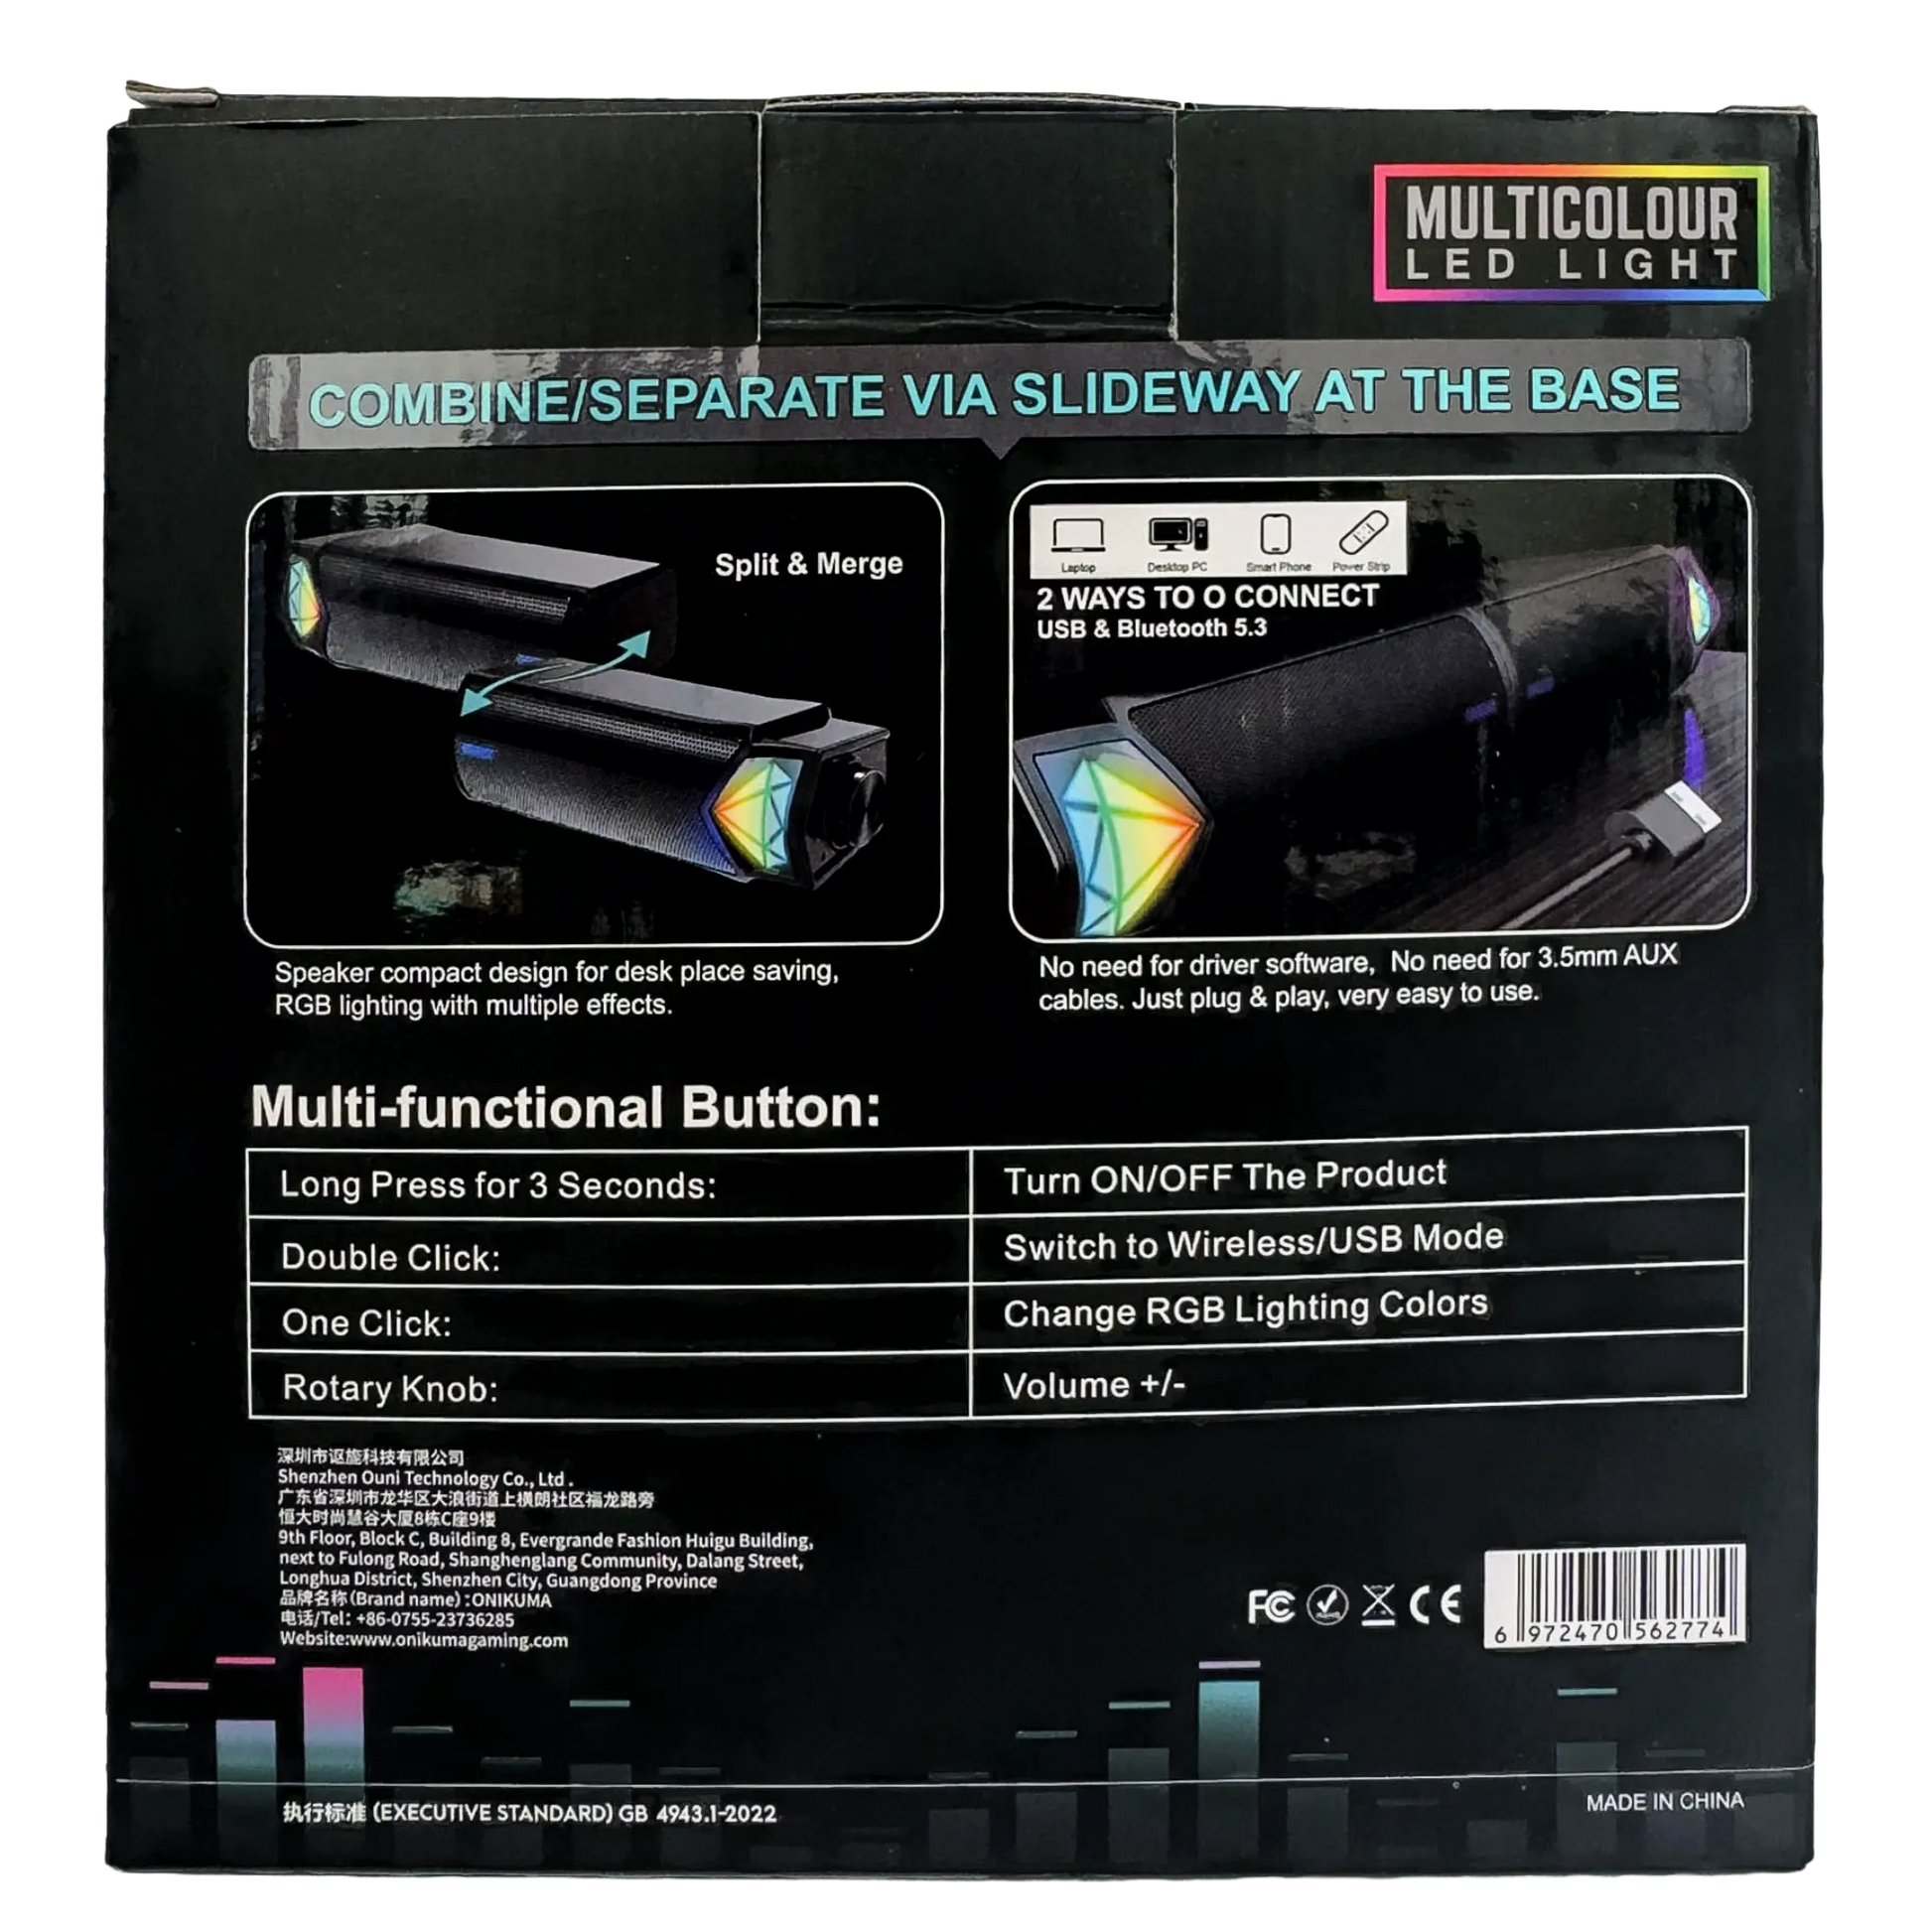 MULTICOLOUR
LED LIGHT
COMBINE/SEPARATE VIA SLIDEWAY AT THE BASE
Split & Merge
Laptop
Desktop PC
Smart Phone
Power Strip
2 WAYS TO O CONNECT
USB & Bluetooth 5.3
Speaker compact design for desk place saving,
RGB lighting with multiple effects.
No need for driver software, No need for 3.5mm AUX
cables. Just plug & play, very easy to use.
Multi-functional Button:
Long Press for 3 Seconds:
Turn ON/OFF The Product
Double Click:
Switch to Wireless/USB Mode
One Click:
Change RGB Lighting Colors
Rotary Knob:
Volume +/-
深圳市讴旎科技有限公司
Shenzhen Ouni Technology Co., Ltd .
广东省深圳市龙华区大浪街道上横朗社区福龙路旁
恒大时尚慧谷大厦8栋C座9楼
9th Floor, Block C, Building 8, Evergrande Fashion Huigu Building,
next to Fulong Road, Shanghenglang Community, Dalang Street,
Longhua District, Shenzhen City, Guangdong Province
品牌名称(Brand name):ONIKUMA
电话/Tel: +86-0755-23736285
Website:www.onikumagaming.com
FC CE
6 972470 562774
执行标准 (EXECUTIVE STANDARD) GB 4943.1-2022
MADE IN CHINA